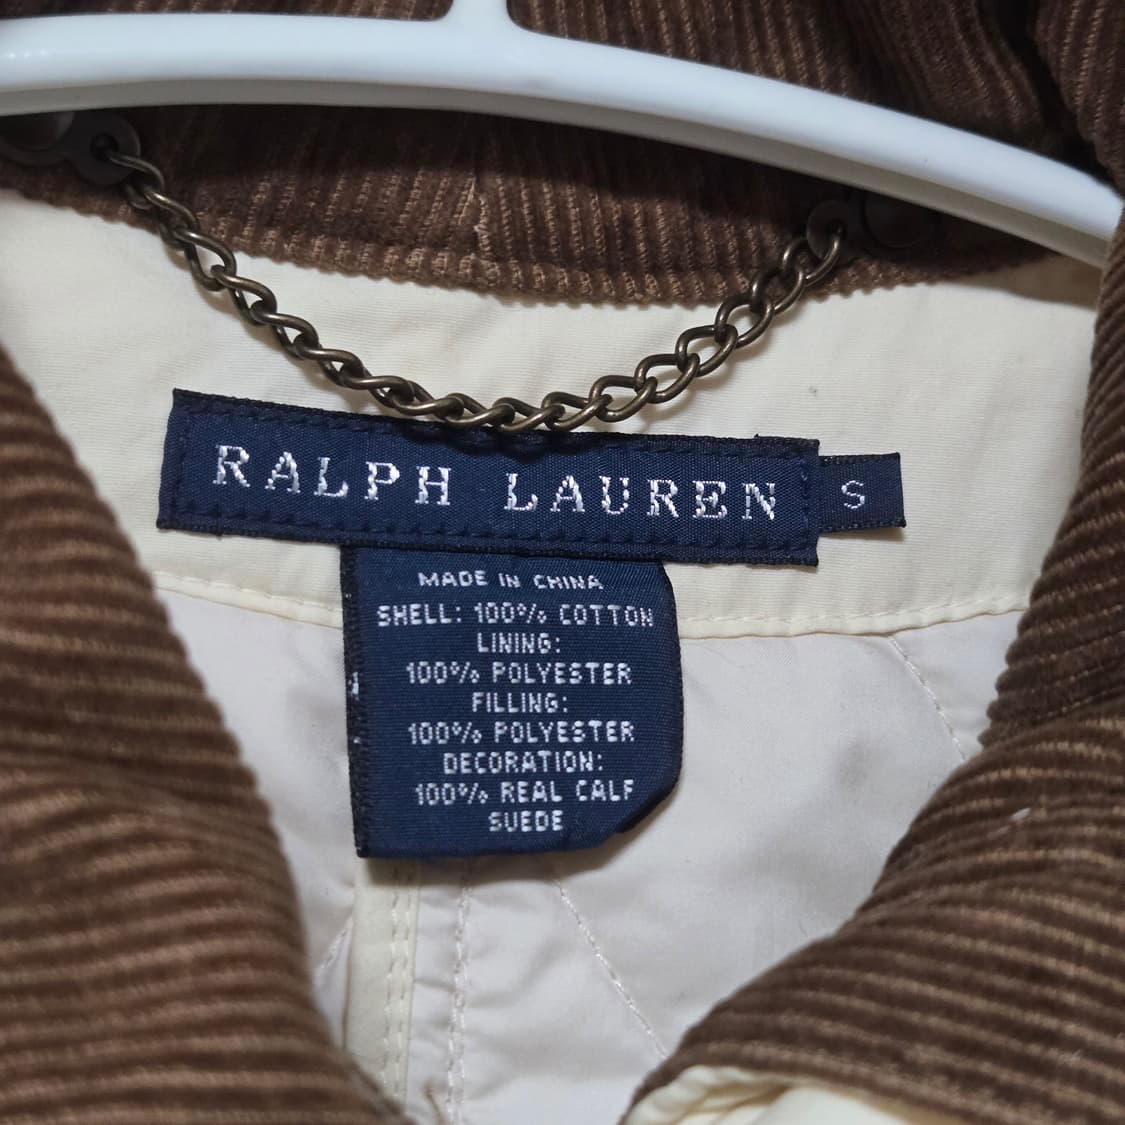 RALPH LAUREN
S
MADE IN CHINA
SHELL: 100% COTTON
LINING:
100% POLYESTER
FILLING:
100% POLYESTER
DECORATION:
100% REAL CALF
SUEDE